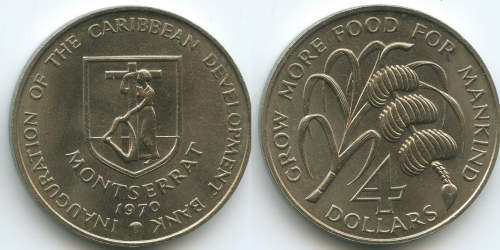 INAUGURATION OF THE CARIBBEAN DEVELOPMENT BANK
MONTSERRAT
1970
GROW MORE FOOD FOR MANKIND
4
DOLLARS